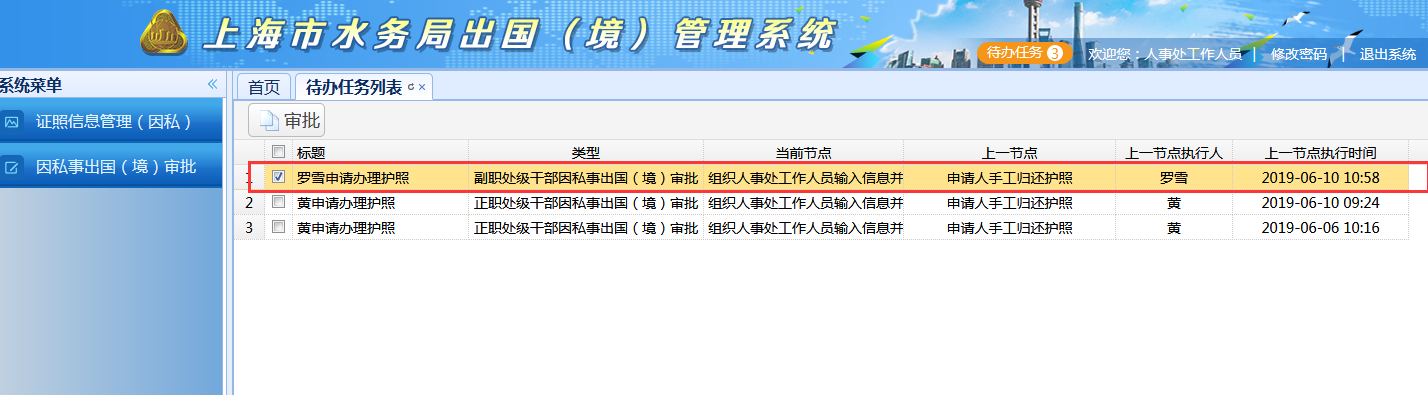 上海市水务局出国（境）管理系统
待办任务 3 欢迎您：人事处工作人员 | 修改密码 | 退出系统
系统菜单 «
首页 待办任务列表
证照信息管理（因私）
因私事出国（境）审批
审批
标题 类型 当前节点 上一节点 上一节点执行人 上一节点执行时间
1 罗雪申请办理护照 副职处级干部因私事出国（境）审批 组织人事处工作人员输入信息并 申请人手工归还护照 罗雪 2019-06-10 10:58
2 黄申请办理护照 正职处级干部因私事出国（境）审批 组织人事处工作人员输入信息并 申请人手工归还护照 黄 2019-06-10 09:24
3 黄申请办理护照 正职处级干部因私事出国（境）审批 组织人事处工作人员输入信息并 申请人手工归还护照 黄 2019-06-06 10:16